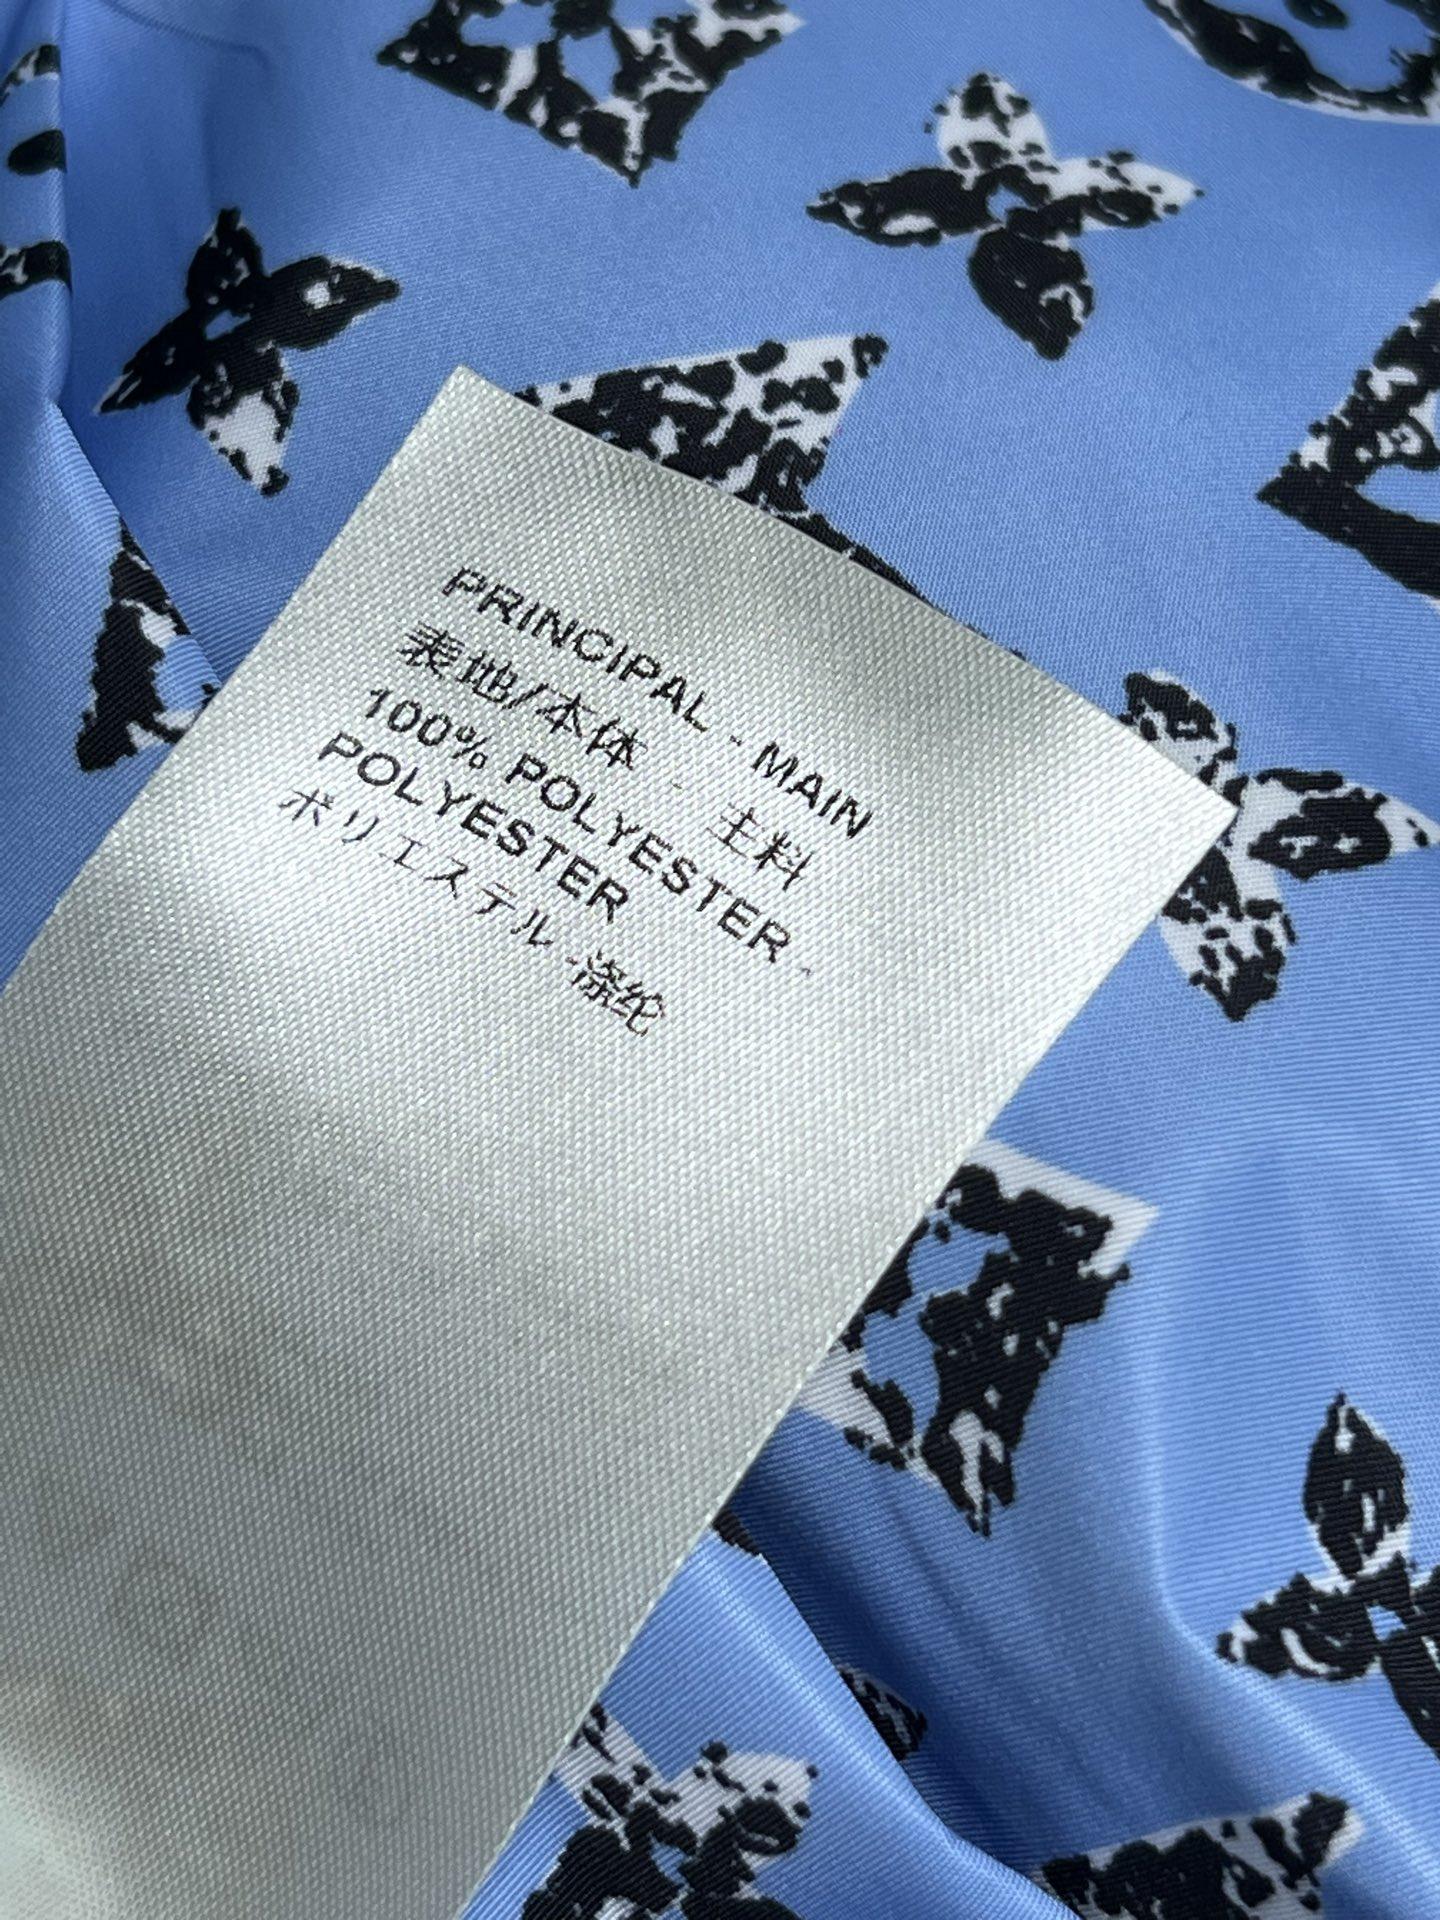 PRINCIPAL - MAIN
表地/本体 - 主料
100% POLYESTER -
POLYESTER
ポリエステル -涤纶